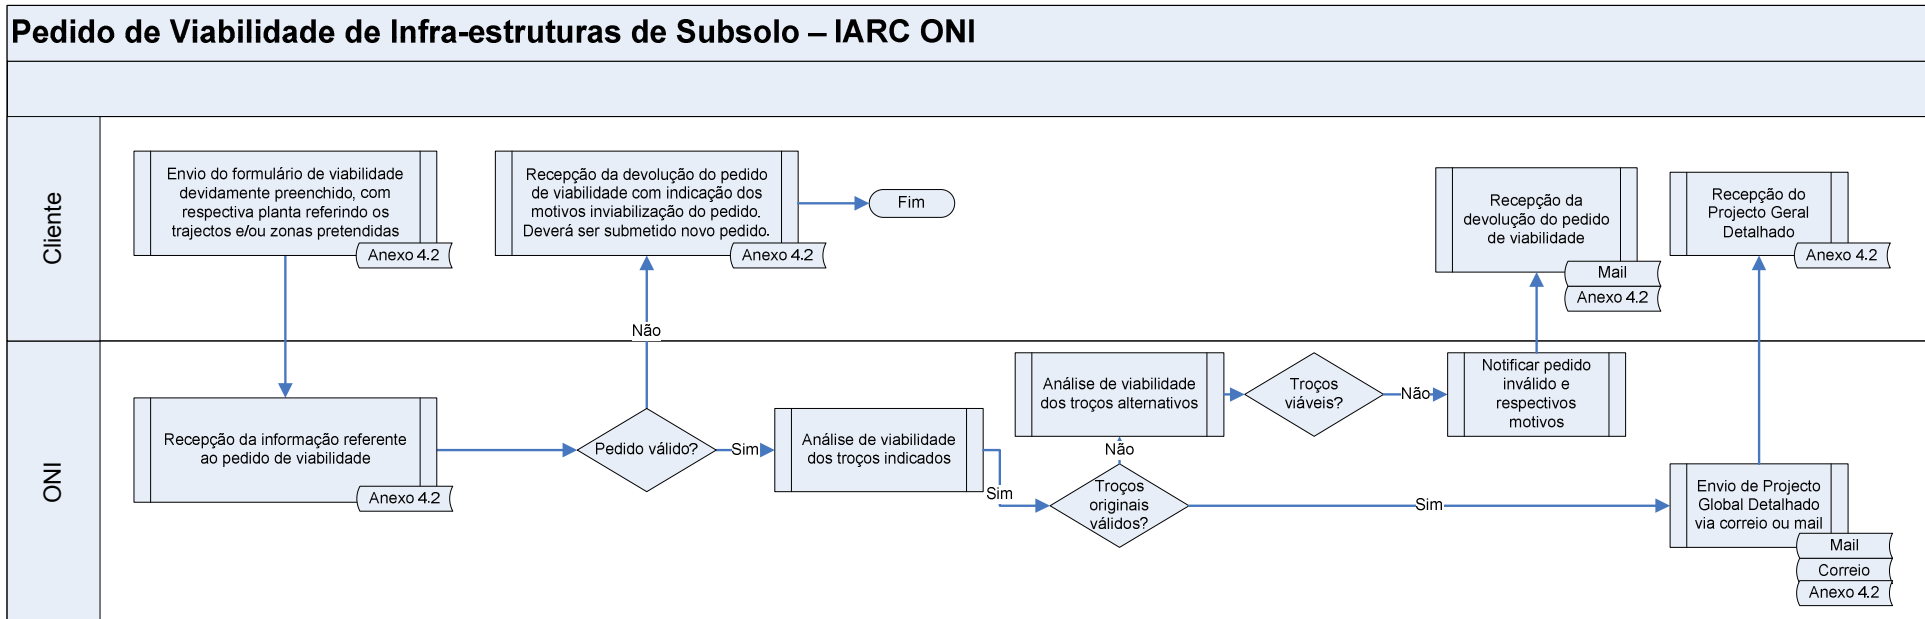 Pedido de Viabilidade de Infra-estruturas de Subsolo – IARC ONI
Cliente
Envio do formulário de viabilidade
devidamente preenchido, com
respectiva planta referindo os
trajectos e/ou zonas pretendidas
Anexo 4.2
Recepção da devolução do pedido
de viabilidade com indicação dos
motivos inviabilização do pedido.
Deverá ser submetido novo pedido.
Anexo 4.2
Fim
Recepção da
devolução do pedido
de viabilidade
Mail
Anexo 4.2
Recepção do
Projecto Geral
Detalhado
Anexo 4.2
Não
ONI
Recepção da informação referente
ao pedido de viabilidade
Anexo 4.2
Pedido válido?
Sim
Análise de viabilidade
dos troços indicados
Sim
Análise de viabilidade
dos troços alternativos
Não
Troços
originais
válidos?
Troços
viáveis?
Não
Notificar pedido
inválido e
respectivos
motivos
Sim
Envio de Projecto
Global Detalhado
via correio ou mail
Mail
Correio
Anexo 4.2